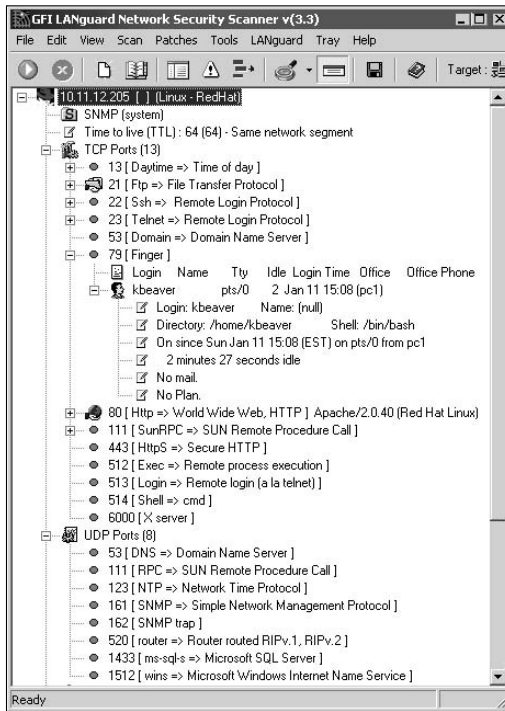 GFI LANguard Network Security Scanner v(3.3)
File Edit View Scan Patches Tools LANguard Tray Help
Target :
10.11.12.205 [ ] (Linux - RedHat)
SNMP (system)
Time to live (TTL) : 64 (64) - Same network segment
TCP Ports (13)
13 [ Daytime => Time of day ]
21 [ Ftp => File Transfer Protocol ]
22 [ Ssh => Remote Login Protocol ]
23 [ Telnet => Remote Login Protocol ]
53 [ Domain => Domain Name Server ]
79 [ Finger ]
Login Name Tty Idle Login Time Office Office Phone
kbeaver pts/0 2 Jan 11 15:08 (pc1)
Login: kbeaver Name: (null)
Directory: /home/kbeaver Shell: /bin/bash
On since Sun Jan 11 15:08 (EST) on pts/0 from pc1
2 minutes 27 seconds idle
No mail.
No Plan.
80 [ Http => World Wide Web, HTTP ] Apache/2.0.40 (Red Hat Linux)
111 [ SunRPC => SUN Remote Procedure Call ]
443 [ HttpS => Secure HTTP ]
512 [ Exec => Remote process execution ]
513 [ Login => Remote login (a la telnet) ]
514 [ Shell => cmd ]
6000 [ X server ]
UDP Ports (8)
53 [ DNS => Domain Name Server ]
111 [ RPC => SUN Remote Procedure Call ]
123 [ NTP => Network Time Protocol ]
161 [ SNMP => Simple Network Management Protocol ]
162 [ SNMP trap ]
520 [ router => Router routed RIPv.1, RIPv.2 ]
1433 [ ms-sql-s => Microsoft SQL Server ]
1512 [ wins => Microsoft Windows Internet Name Service ]
Ready